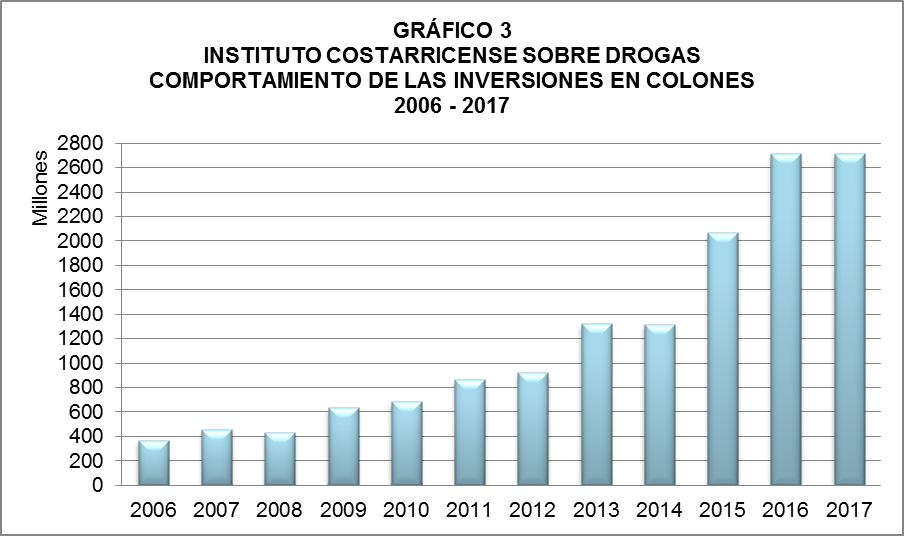 GRÁFICO 3
INSTITUTO COSTARRICENSE SOBRE DROGAS
COMPORTAMIENTO DE LAS INVERSIONES EN COLONES
2006 - 2017
Millones
2800
2600
2400
2200
2000
1800
1600
1400
1200
1000
800
600
400
200
0
2006 2007 2008 2009 2010 2011 2012 2013 2014 2015 2016 2017